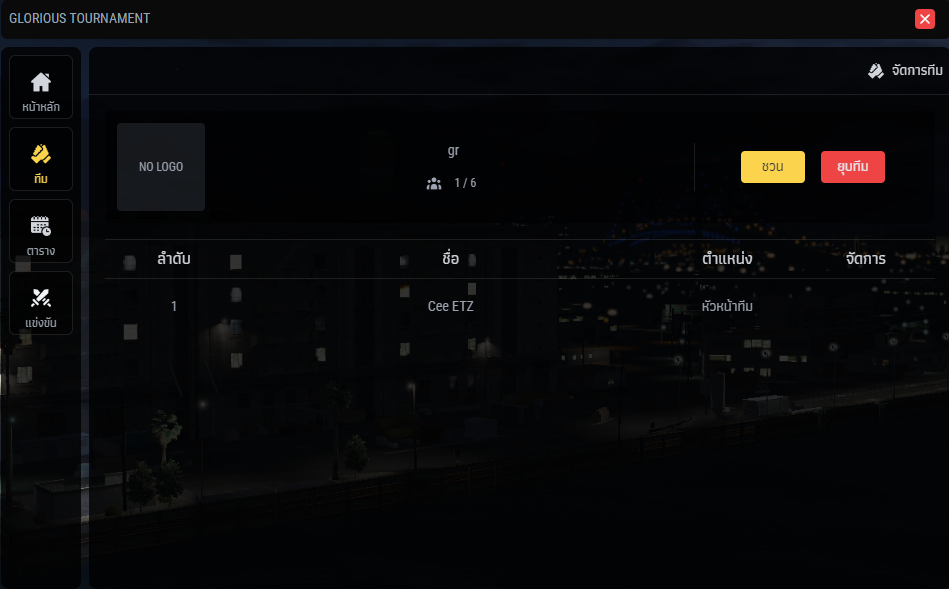 GLORIOUS TOURNAMENT
หน้าหลัก
ทีม
ตาราง
แข่งขัน
จัดการทีม
NO LOGO
gr
1 / 6
ชวน
ยุบทีม
ลำดับ ชื่อ ตำแหน่ง จัดการ
1 Cee ETZ หัวหน้าทีม